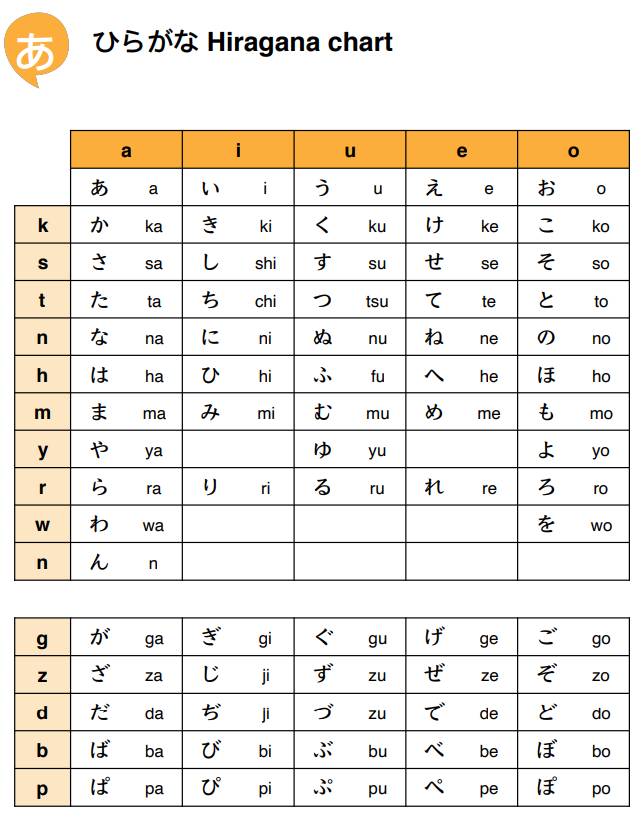 あ
ひらがな Hiragana chart
a i u e o
あ a い i う u え e お o
k か ka き ki く ku け ke こ ko
s さ sa し shi す su せ se そ so
t た ta ち chi つ tsu て te と to
n な na に ni ぬ nu ね ne の no
h は ha ひ hi ふ fu へ he ほ ho
m ま ma み mi む mu め me も mo
y や ya ゆ yu よ yo
r ら ra り ri る ru れ re ろ ro
w わ wa を wo
n ん n
g が ga ぎ gi ぐ gu げ ge ご go
z ざ za じ ji ず zu ぜ ze ぞ zo
d だ da ぢ ji づ zu で de ど do
b ば ba び bi ぶ bu べ be ぼ bo
p ぱ pa ぴ pi ぷ pu ぺ pe ぽ po